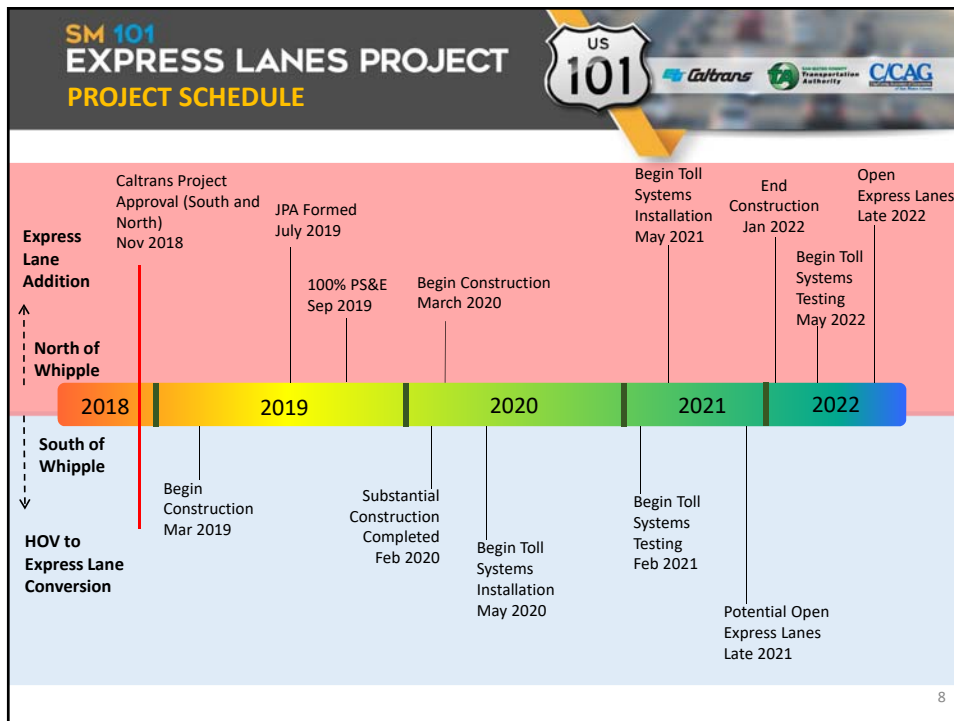 SM 101
EXPRESS LANES PROJECT
PROJECT SCHEDULE
US
101
Caltrans
TA
Transportation
Authority
C/CAG
Caltrans Project
Approval (South and
North)
Nov 2018
JPA Formed
July 2019
100% PS&E
Sep 2019
Begin Construction
March 2020
Begin Toll
Systems
Installation
May 2021
End
Construction
Jan 2022
Begin Toll
Systems
Testing
May 2022
Open
Express Lanes
Late 2022
Express
Lane
Addition
North of
Whipple
2018
2019
2020
2021
2022
South of
Whipple
HOV to
Express Lane
Conversion
Begin
Construction
Mar 2019
Substantial
Construction
Completed
Feb 2020
Begin Toll
Systems
Installation
May 2020
Begin Toll
Systems
Testing
Feb 2021
Potential Open
Express Lanes
Late 2021
8